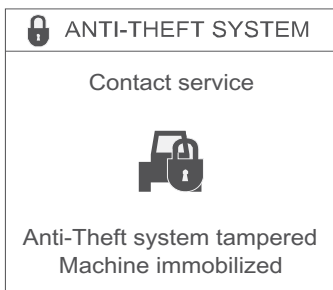 ANTI-THEFT SYSTEM
Contact service
Anti-Theft system tampered
Machine immobilized